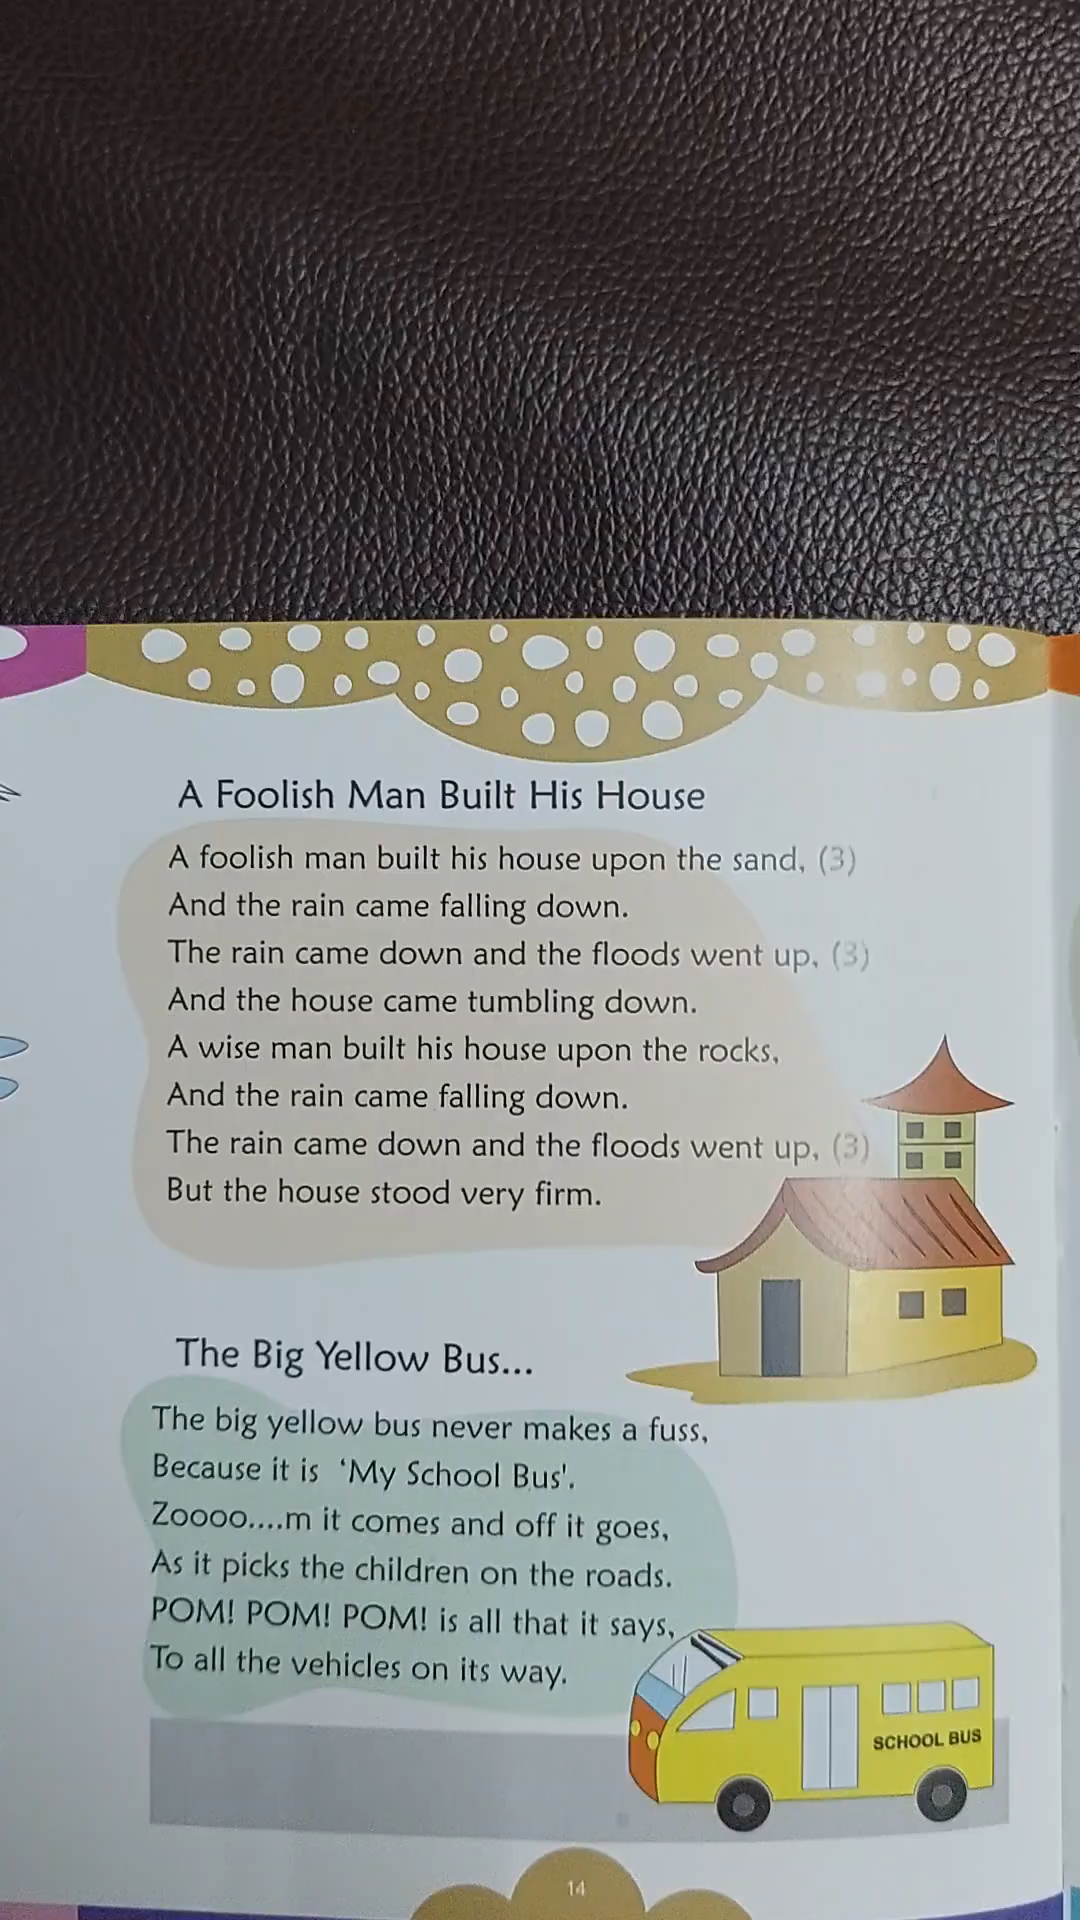 A Foolish Man Built His House
A foolish man built his house upon the sand, (3)
And the rain came falling down.
The rain came down and the floods went up, (3)
And the house came tumbling down.
A wise man built his house upon the rocks,
And the rain came falling down.
The rain came down and the floods went up, (3)
But the house stood very firm.
The Big Yellow Bus...
The big yellow bus never makes a fuss,
Because it is 'My School Bus'.
Zoooo....m it comes and off it goes,
As it picks the children on the roads.
POM! POM! POM! is all that it says,
To all the vehicles on its way.
SCHOOL BUS
14